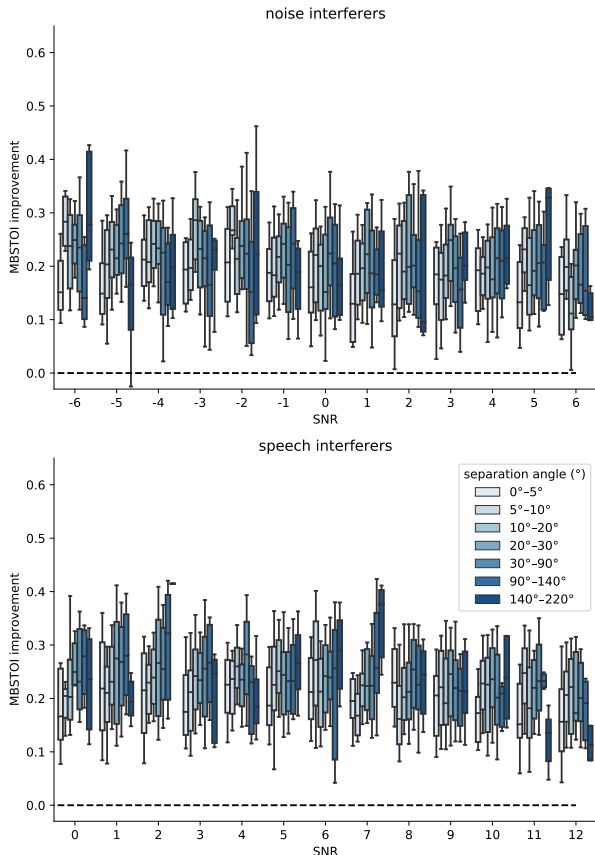 noise interferers
0.6
0.5
0.4
0.3
0.2
0.1
0.0
MBSTOI improvement
-6 -5 -4 -3 -2 -1 0 1 2 3 4 5 6
SNR
speech interferers
0.6
0.5
0.4
0.3
0.2
0.1
0.0
MBSTOI improvement
separation angle (°)
0°–5°
5°–10°
10°–20°
20°–30°
30°–90°
90°–140°
140°–220°
0 1 2 3 4 5 6 7 8 9 10 11 12
SNR